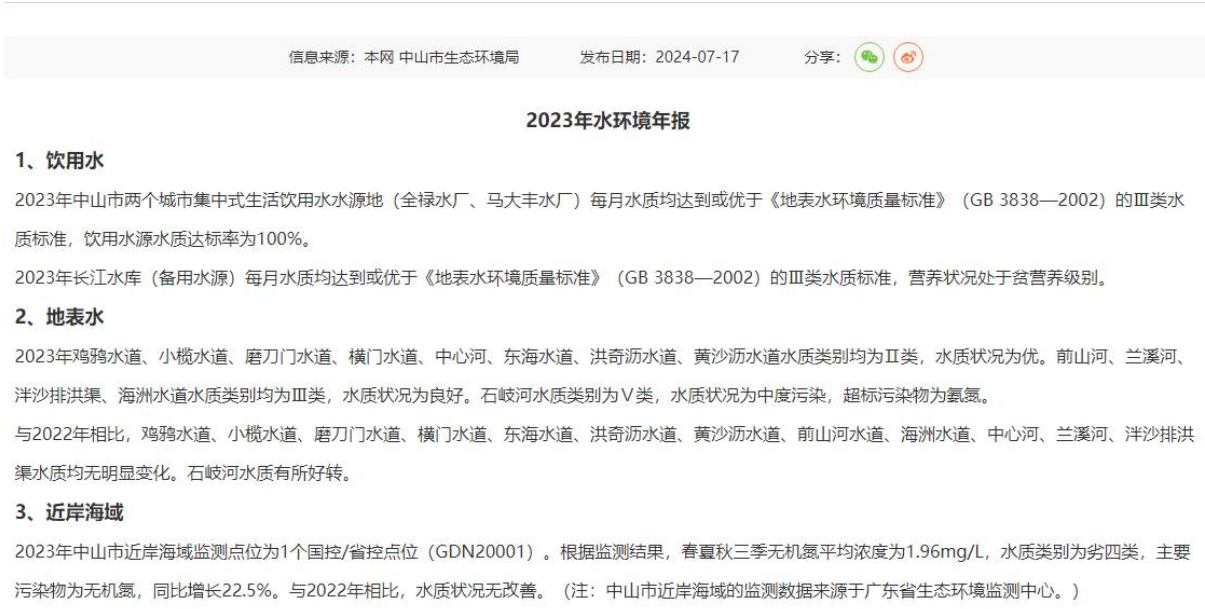 信息来源：本网 中山市生态环境局 发布日期：2024-07-17 分享：
2023年水环境年报
1、饮用水
2023年中山市两个城市集中式生活饮用水水源地（全禄水厂、马大丰水厂）每月水质均达到或优于《地表水环境质量标准》（GB 3838—2002）的Ⅲ类水
质标准，饮用水源水质达标率为100%。
2023年长江水库（备用水源）每月水质均达到或优于《地表水环境质量标准》（GB 3838—2002）的Ⅲ类水质标准，营养状况处于贫营养级别。
2、地表水
2023年鸡鸦水道、小榄水道、磨刀门水道、横门水道、中心河、东海水道、洪奇沥水道、黄沙沥水道水质类别均为Ⅱ类，水质状况为优。前山河、兰溪河、
泮沙排洪渠、海洲水道水质类别均为Ⅲ类，水质状况为良好。石岐河水质类别为Ⅴ类，水质状况为中度污染，超标污染物为氨氮。
与2022年相比，鸡鸦水道、小榄水道、磨刀门水道、横门水道、东海水道、洪奇沥水道、黄沙沥水道、前山河水道、海洲水道、中心河、兰溪河、泮沙排洪
渠水质均无明显变化。石岐河水质有所好转。
3、近岸海域
2023年中山市近岸海域监测点位为1个国控/省控点位（GDN20001）。根据监测结果，春夏秋三季无机氮平均浓度为1.96mg/L，水质类别为劣四类，主要
污染物为无机氮，同比增长22.5%。与2022年相比，水质状况无改善。（注：中山市近岸海域的监测数据来源于广东省生态环境监测中心。）